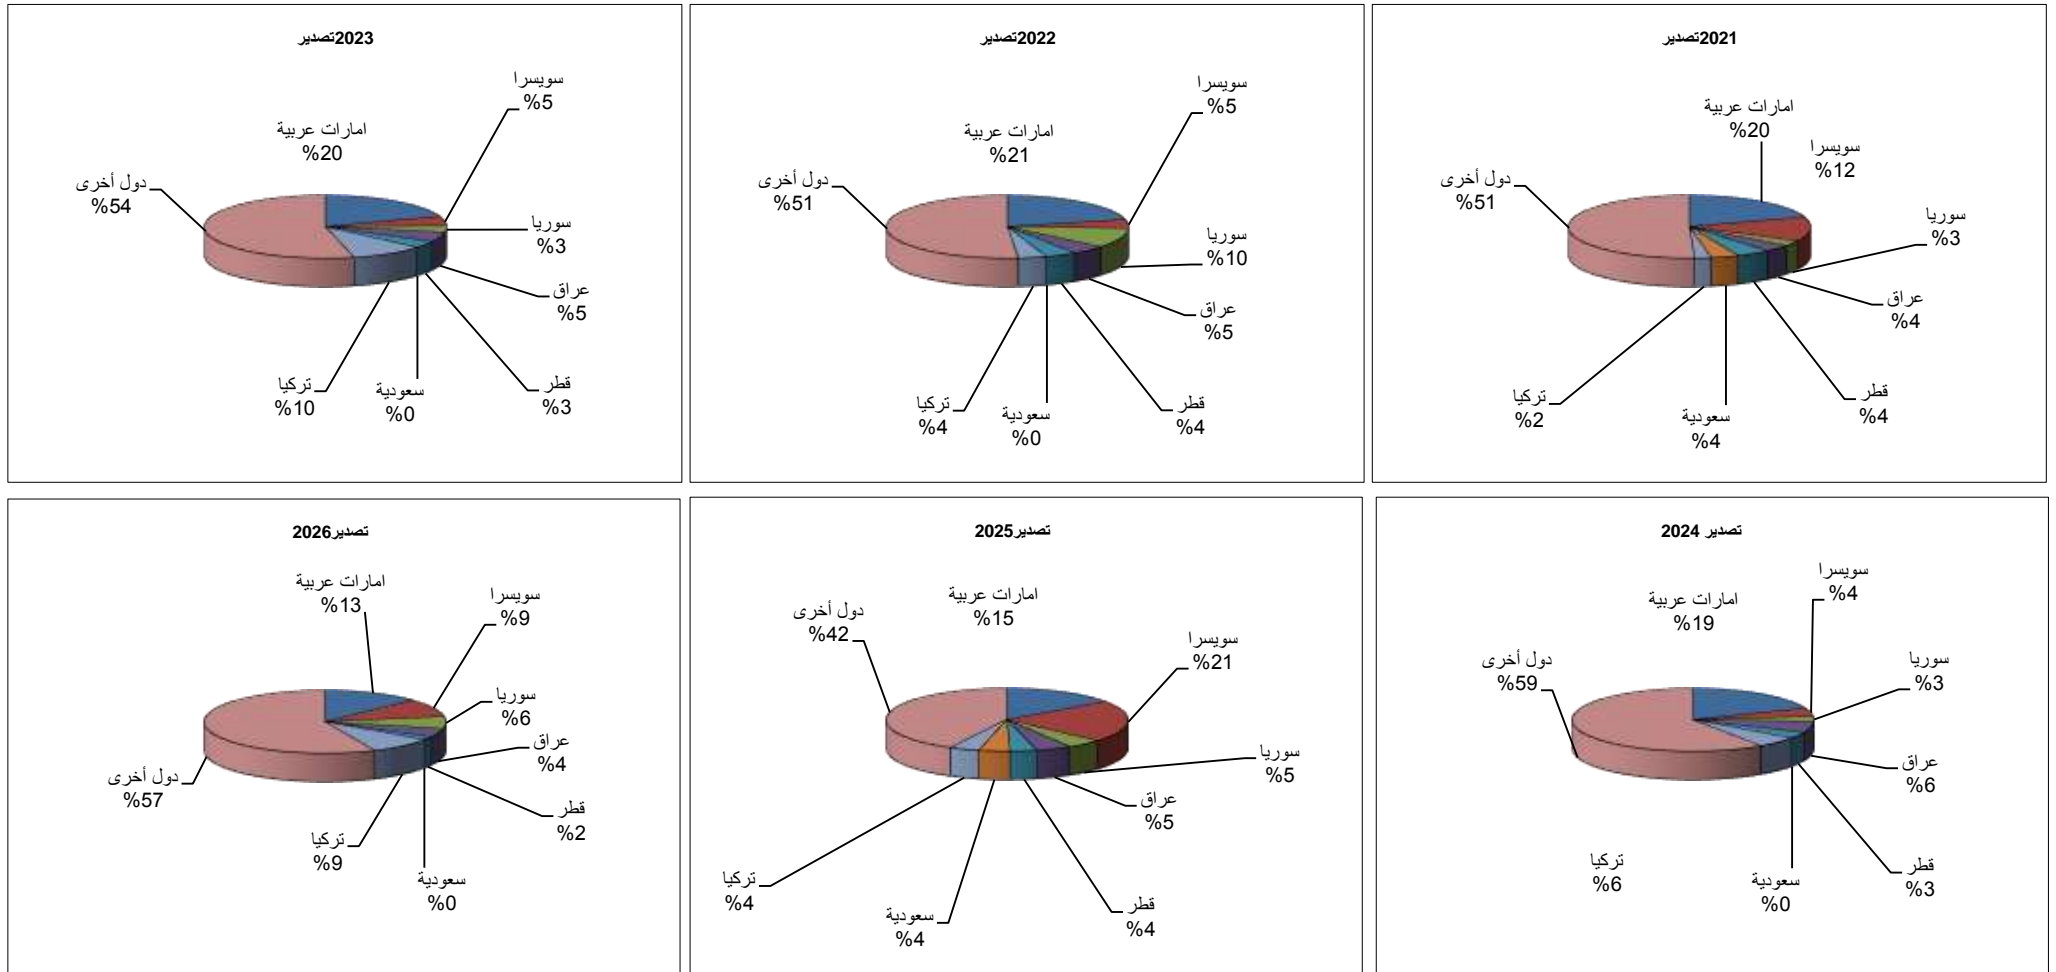 تصدير2021
امارات عربية
%20
سويسرا
%12
سوريا
%3
عراق
%4
قطر
%4
سعودية
%4
تركيا
%2
دول أخرى
%51
تصدير2022
امارات عربية
%21
سويسرا
%5
سوريا
%10
عراق
%5
قطر
%4
سعودية
%0
تركيا
%4
دول أخرى
%51
تصدير2023
امارات عربية
%20
سويسرا
%5
سوريا
%3
عراق
%5
قطر
%3
سعودية
%0
تركيا
%10
دول أخرى
%54
تصدير 2024
امارات عربية
%19
سويسرا
%4
سوريا
%3
عراق
%6
قطر
%3
سعودية
%0
تركيا
%6
دول أخرى
%59
تصدير2025
امارات عربية
%15
سويسرا
%21
سوريا
%5
عراق
%5
قطر
%4
سعودية
%4
تركيا
%4
دول أخرى
%42
تصدير2026
امارات عربية
%13
سويسرا
%9
سوريا
%6
عراق
%4
قطر
%2
سعودية
%0
تركيا
%9
دول أخرى
%57